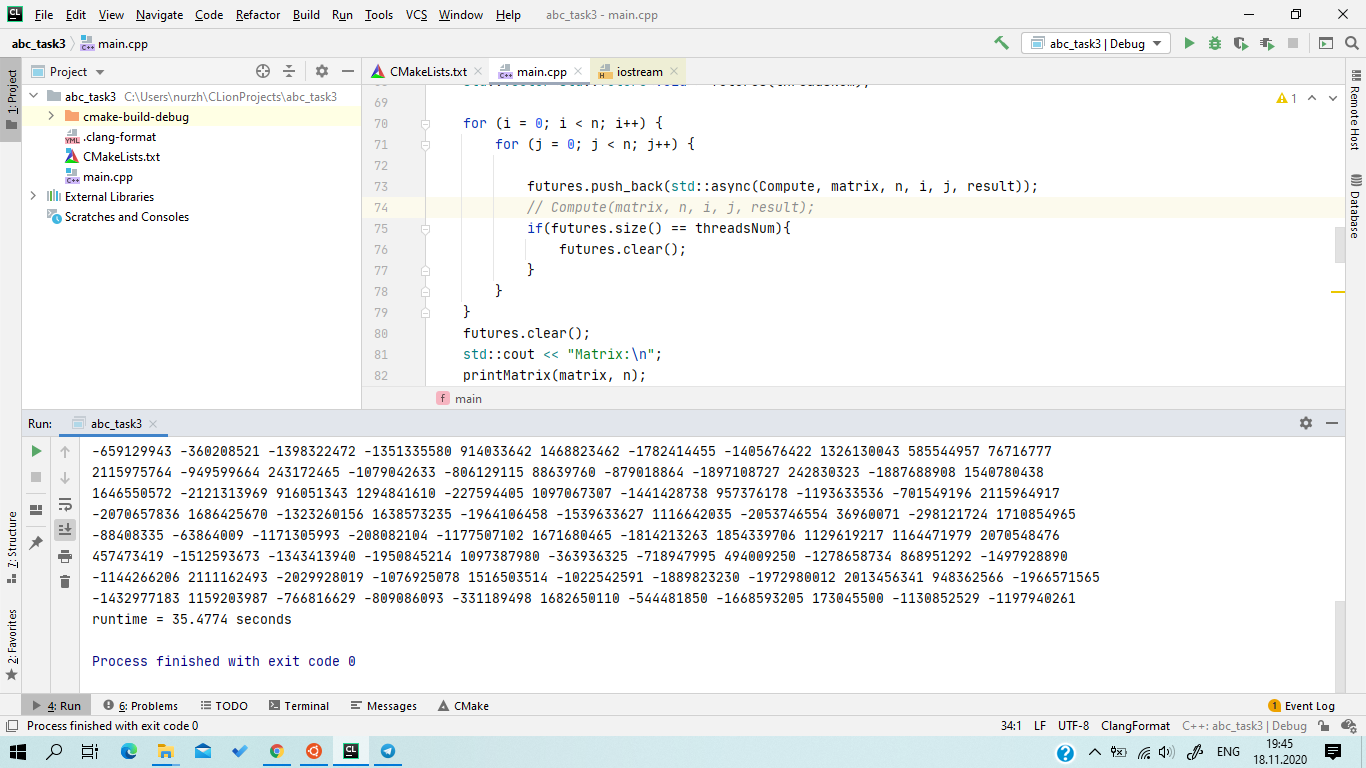 File Edit View Navigate Code Refactor Build Run Tools VCS Window Help abc_task3 - main.cpp
abc_task3 main.cpp abc_task3 | Debug
1: Project
Project
CMakeLists.txt main.cpp iostream
abc_task3 C:\Users\nurzh\CLionProjects\abc_task3
cmake-build-debug
.clang-format
CMakeLists.txt
main.cpp
External Libraries
Scratches and Consoles
69
70 for (i = 0; i < n; i++) {
71 for (j = 0; j < n; j++) {
72
73 futures.push_back(std::async(Compute, matrix, n, i, j, result));
74 // Compute(matrix, n, i, j, result);
75 if(futures.size() == threadsNum){
76 futures.clear();
77 }
78 }
79 }
80 futures.clear();
81 std::cout << "Matrix:\n";
82 printMatrix(matrix, n);
1
f main
Remote Host
Database
Run: abc_task3
-659129943 -360208521 -1398322472 -1351335580 914033642 1468823462 -1782414455 -1405676422 1326130043 585544957 76716777
2115975764 -949599664 243172465 -1079042633 -806129115 88639760 -879018864 -1897108727 242830323 -1887688908 1540780438
1646550572 -2121313969 916051343 1294841610 -227594405 1097067307 -1441428738 957376178 -1193633536 -701549196 2115964917
-2070657836 1686425670 -1323260156 1638573235 -1964106458 -1539633627 1116642035 -2053746554 36960071 -298121724 1710854965
-88408335 -63864009 -1171305993 -208082104 -1177507102 1671680465 -1814213263 1854339706 1129619217 1164471979 2070548476
457473419 -1512593673 -1343413940 -1950845214 1097387980 -363936325 -718947995 494009250 -1278658734 868951292 -1497928890
-1144266206 2111162493 -2029928019 -1076925078 1516503514 -1022542591 -1889823230 -1972980012 2013456341 948362566 -1966571565
-1432977183 1159203987 -766816629 -809086093 -331189498 1682650110 -544481850 -1668593205 173045500 -1130852529 -1197940261
runtime = 35.4774 seconds
Process finished with exit code 0
7: Structure
2: Favorites
4: Run 6: Problems TODO Terminal Messages CMake 1 Event Log
Process finished with exit code 0 34:1 LF UTF-8 ClangFormat C++: abc_task3 | Debug
ENG 19:45
18.11.2020